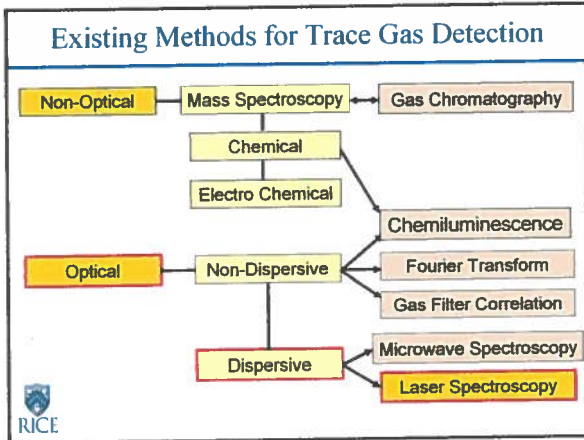 Existing Methods for Trace Gas Detection
Non-Optical
Mass Spectroscopy
Gas Chromatography
Chemical
Electro Chemical
Chemiluminescence
Optical
Non-Dispersive
Fourier Transform
Gas Filter Correlation
Microwave Spectroscopy
Dispersive
Laser Spectroscopy
RICE